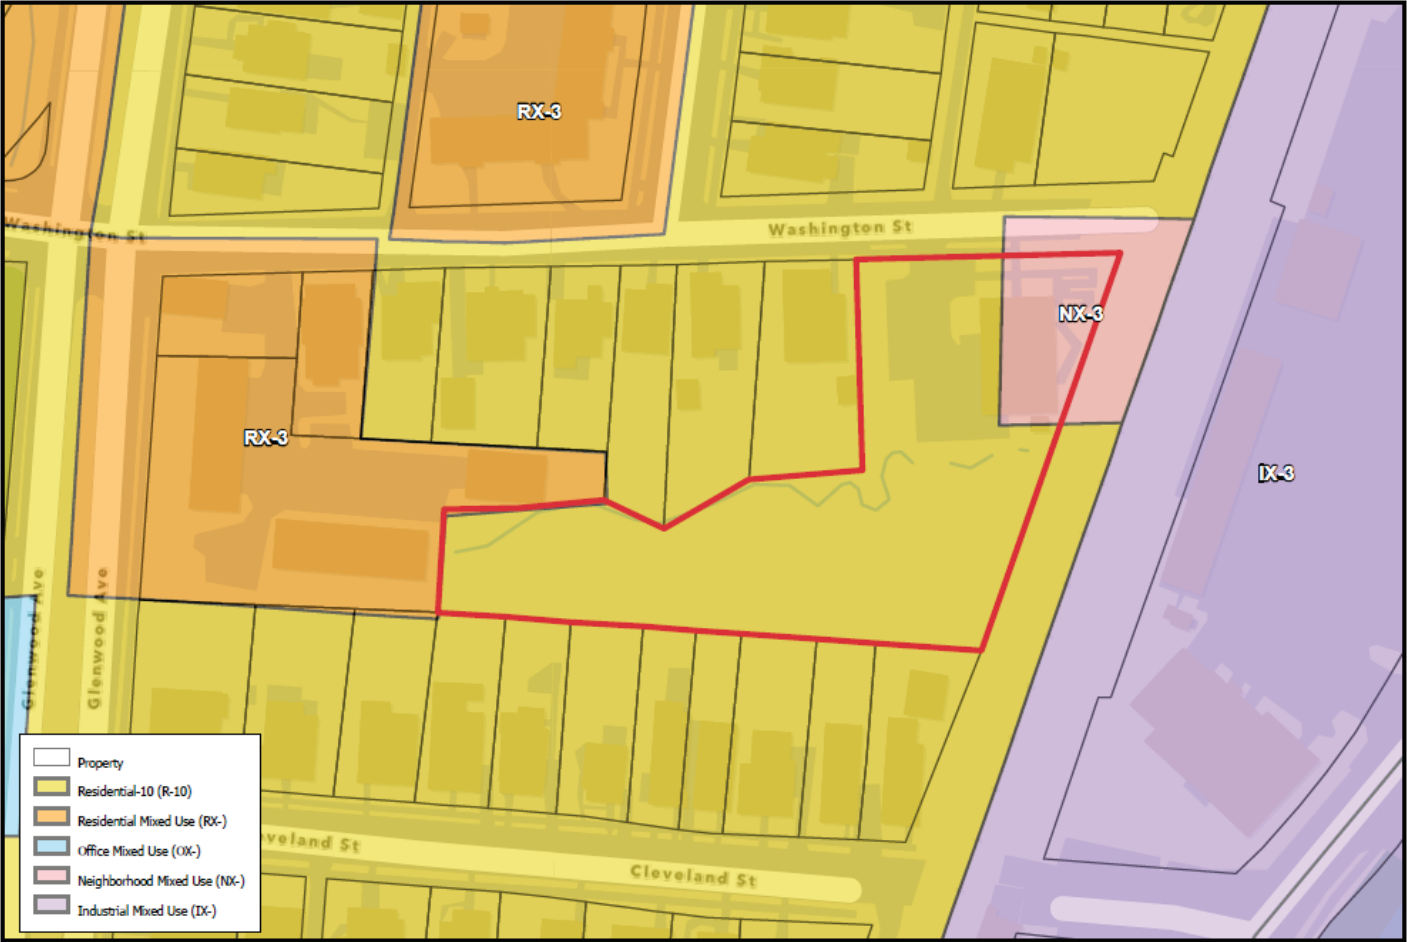 RX-3
Washington St
Washington St
NX-3
RX-3
IX-3
Glenwood Ave
Glenwood Ave
Property
Residential-10 (R-10)
Residential Mixed Use (RX-)
Office Mixed Use (OX-)
Neighborhood Mixed Use (NX-)
Industrial Mixed Use (IX-)
eveland St
Cleveland St